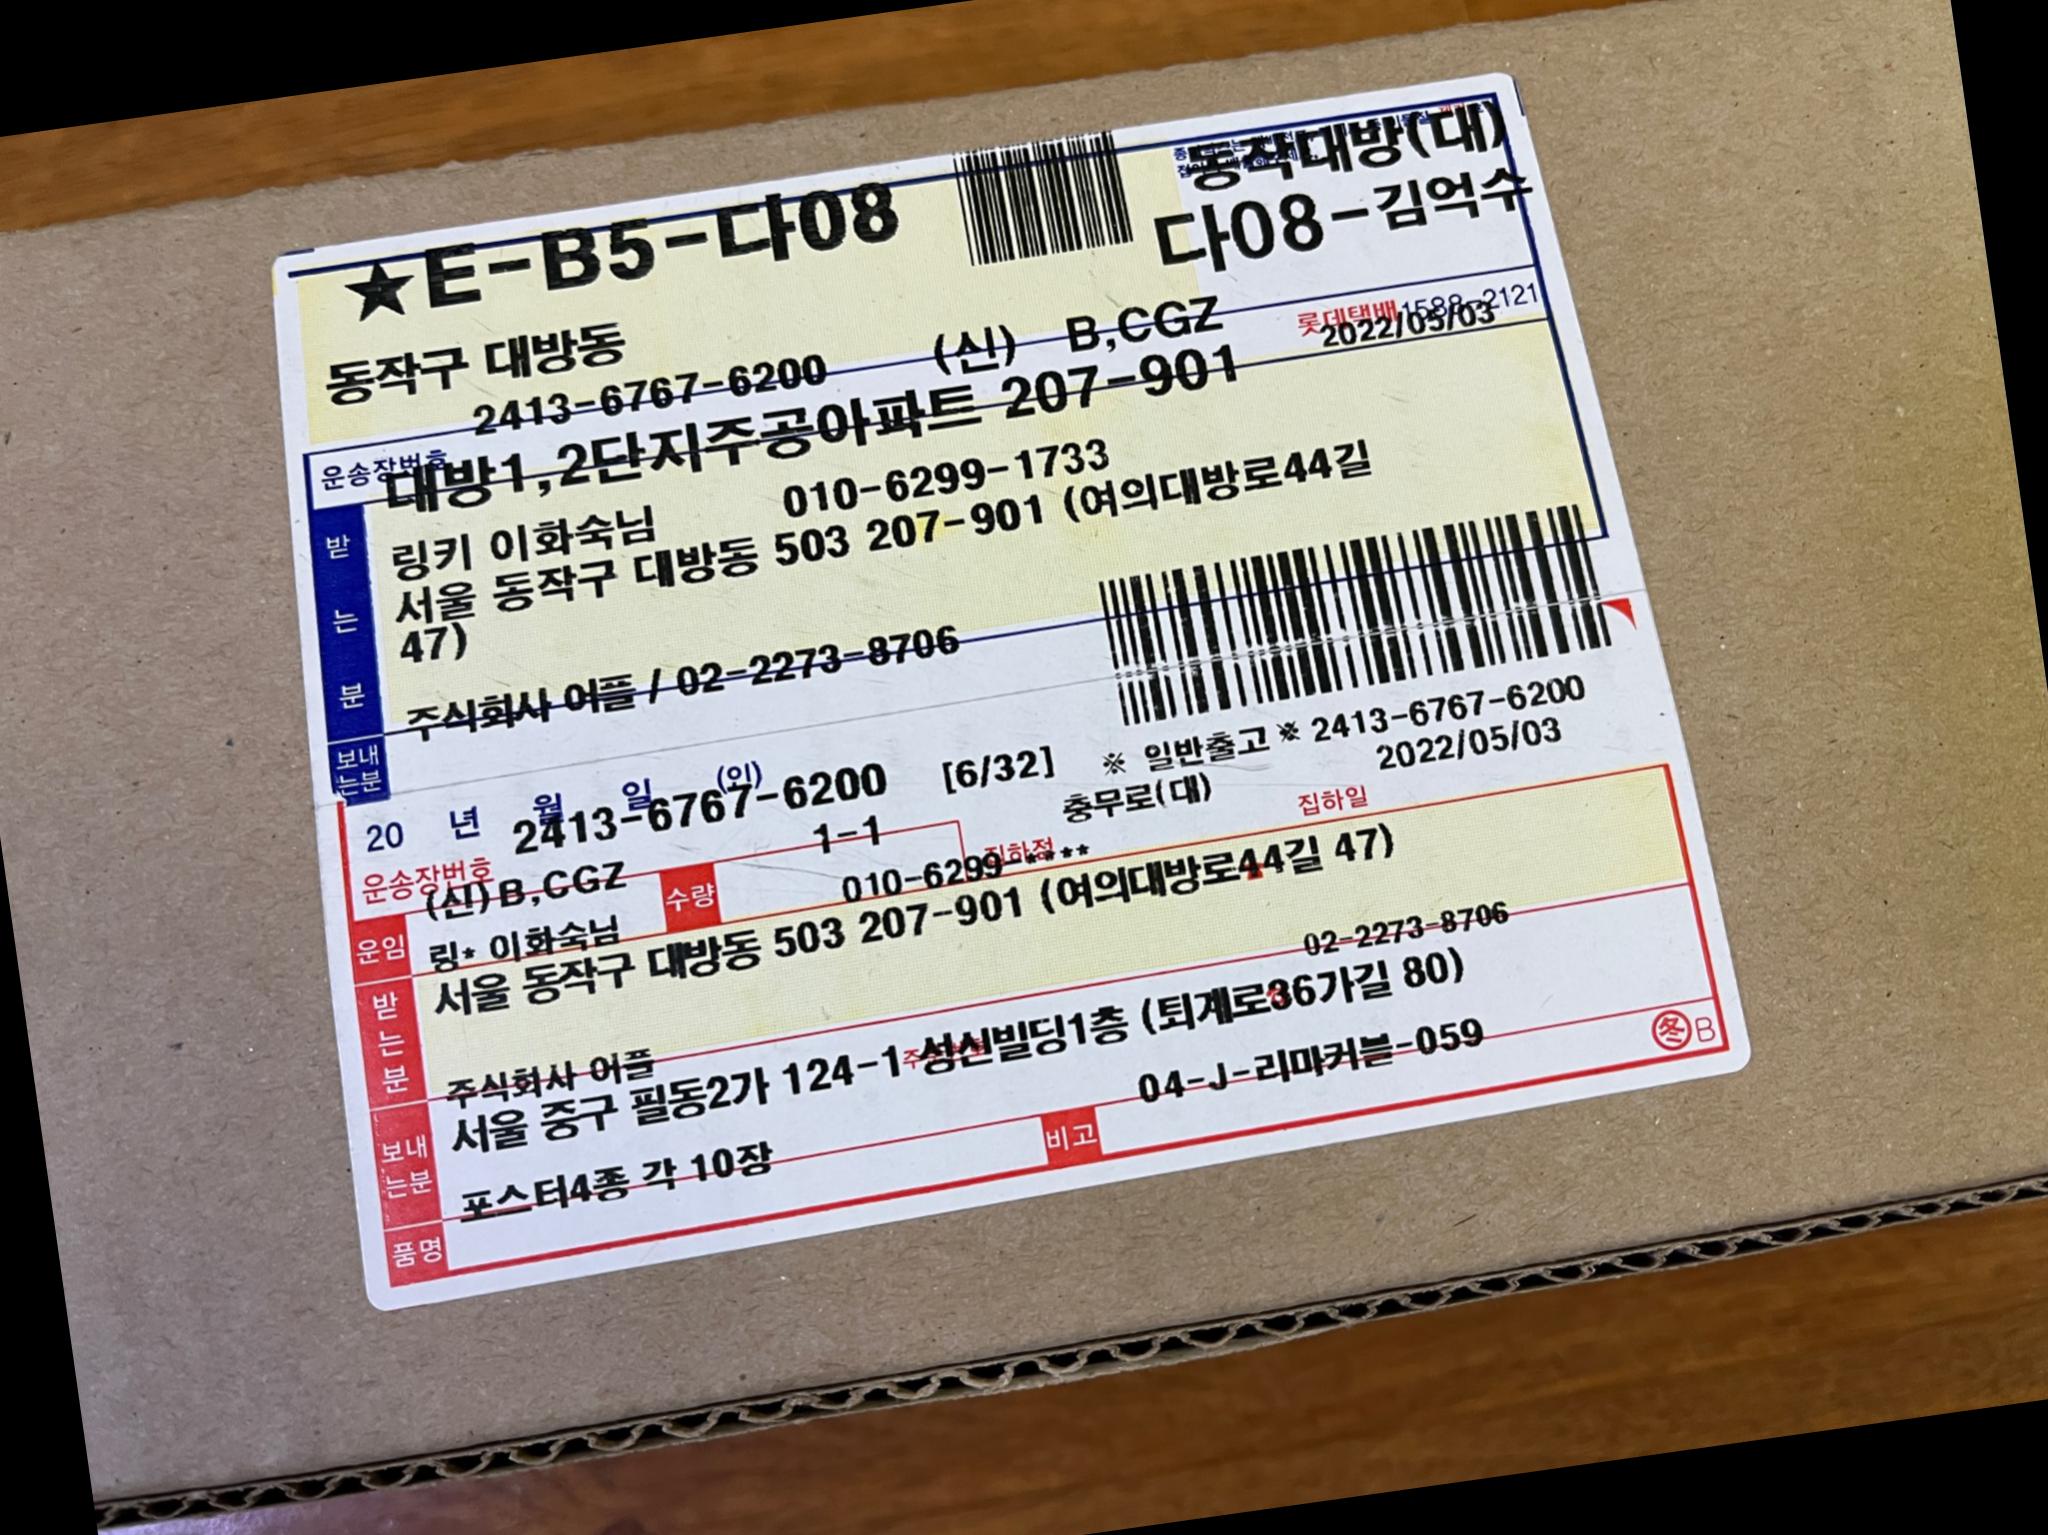 ★E-B5-다08
동작대방(대)
다08-김억수
동작구 대방동
(신) B,CGZ
롯데택배 1588-2121
2022/05/03
2413-6767-6200
운송장번호
대방1,2단지주공아파트 207-901
받는분
링키 이화숙님 010-6299-1733
서울 동작구 대방동 503 207-901 (여의대방로44길
47)
보내는분
주식회사 어플 / 02-2273-8706
※ 일반출고 ※ 2413-6767-6200
20 년 월 일 (인)
2413-6767-6200 [6/32] 충무로(대) 2022/05/03
운송장번호
집하점
집하일
운임
(신)B,CGZ
수량
1-1
받는분
링* 이화숙님 010-6299-****
서울 동작구 대방동 503 207-901 (여의대방로44길 47)
보내는분
주식회사 어플 02-2273-8706
서울 중구 필동2가 124-1 성신빌딩1층 (퇴계로36가길 80)
품명
포스터4종 각 10장
비고
04-J-리마커블-059
冬B